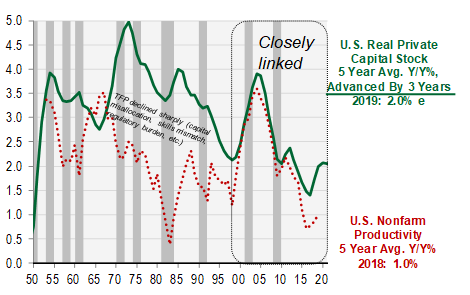 5.0
4.5
4.0
3.5
3.0
2.5
2.0
1.5
1.0
0.5
0.0
50 55 60 65 70 75 80 85 90 95 00 05 10 15 20
TFP declined sharply (capital
misallocation, skills mismatch,
regulatory burden, etc.)
Closely
linked
U.S. Real Private
Capital Stock
5 Year Avg. Y/Y%,
Advanced By 3 Years
2019: 2.0% e
U.S. Nonfarm
Productivity
5 Year Avg. Y/Y%
2018: 1.0%